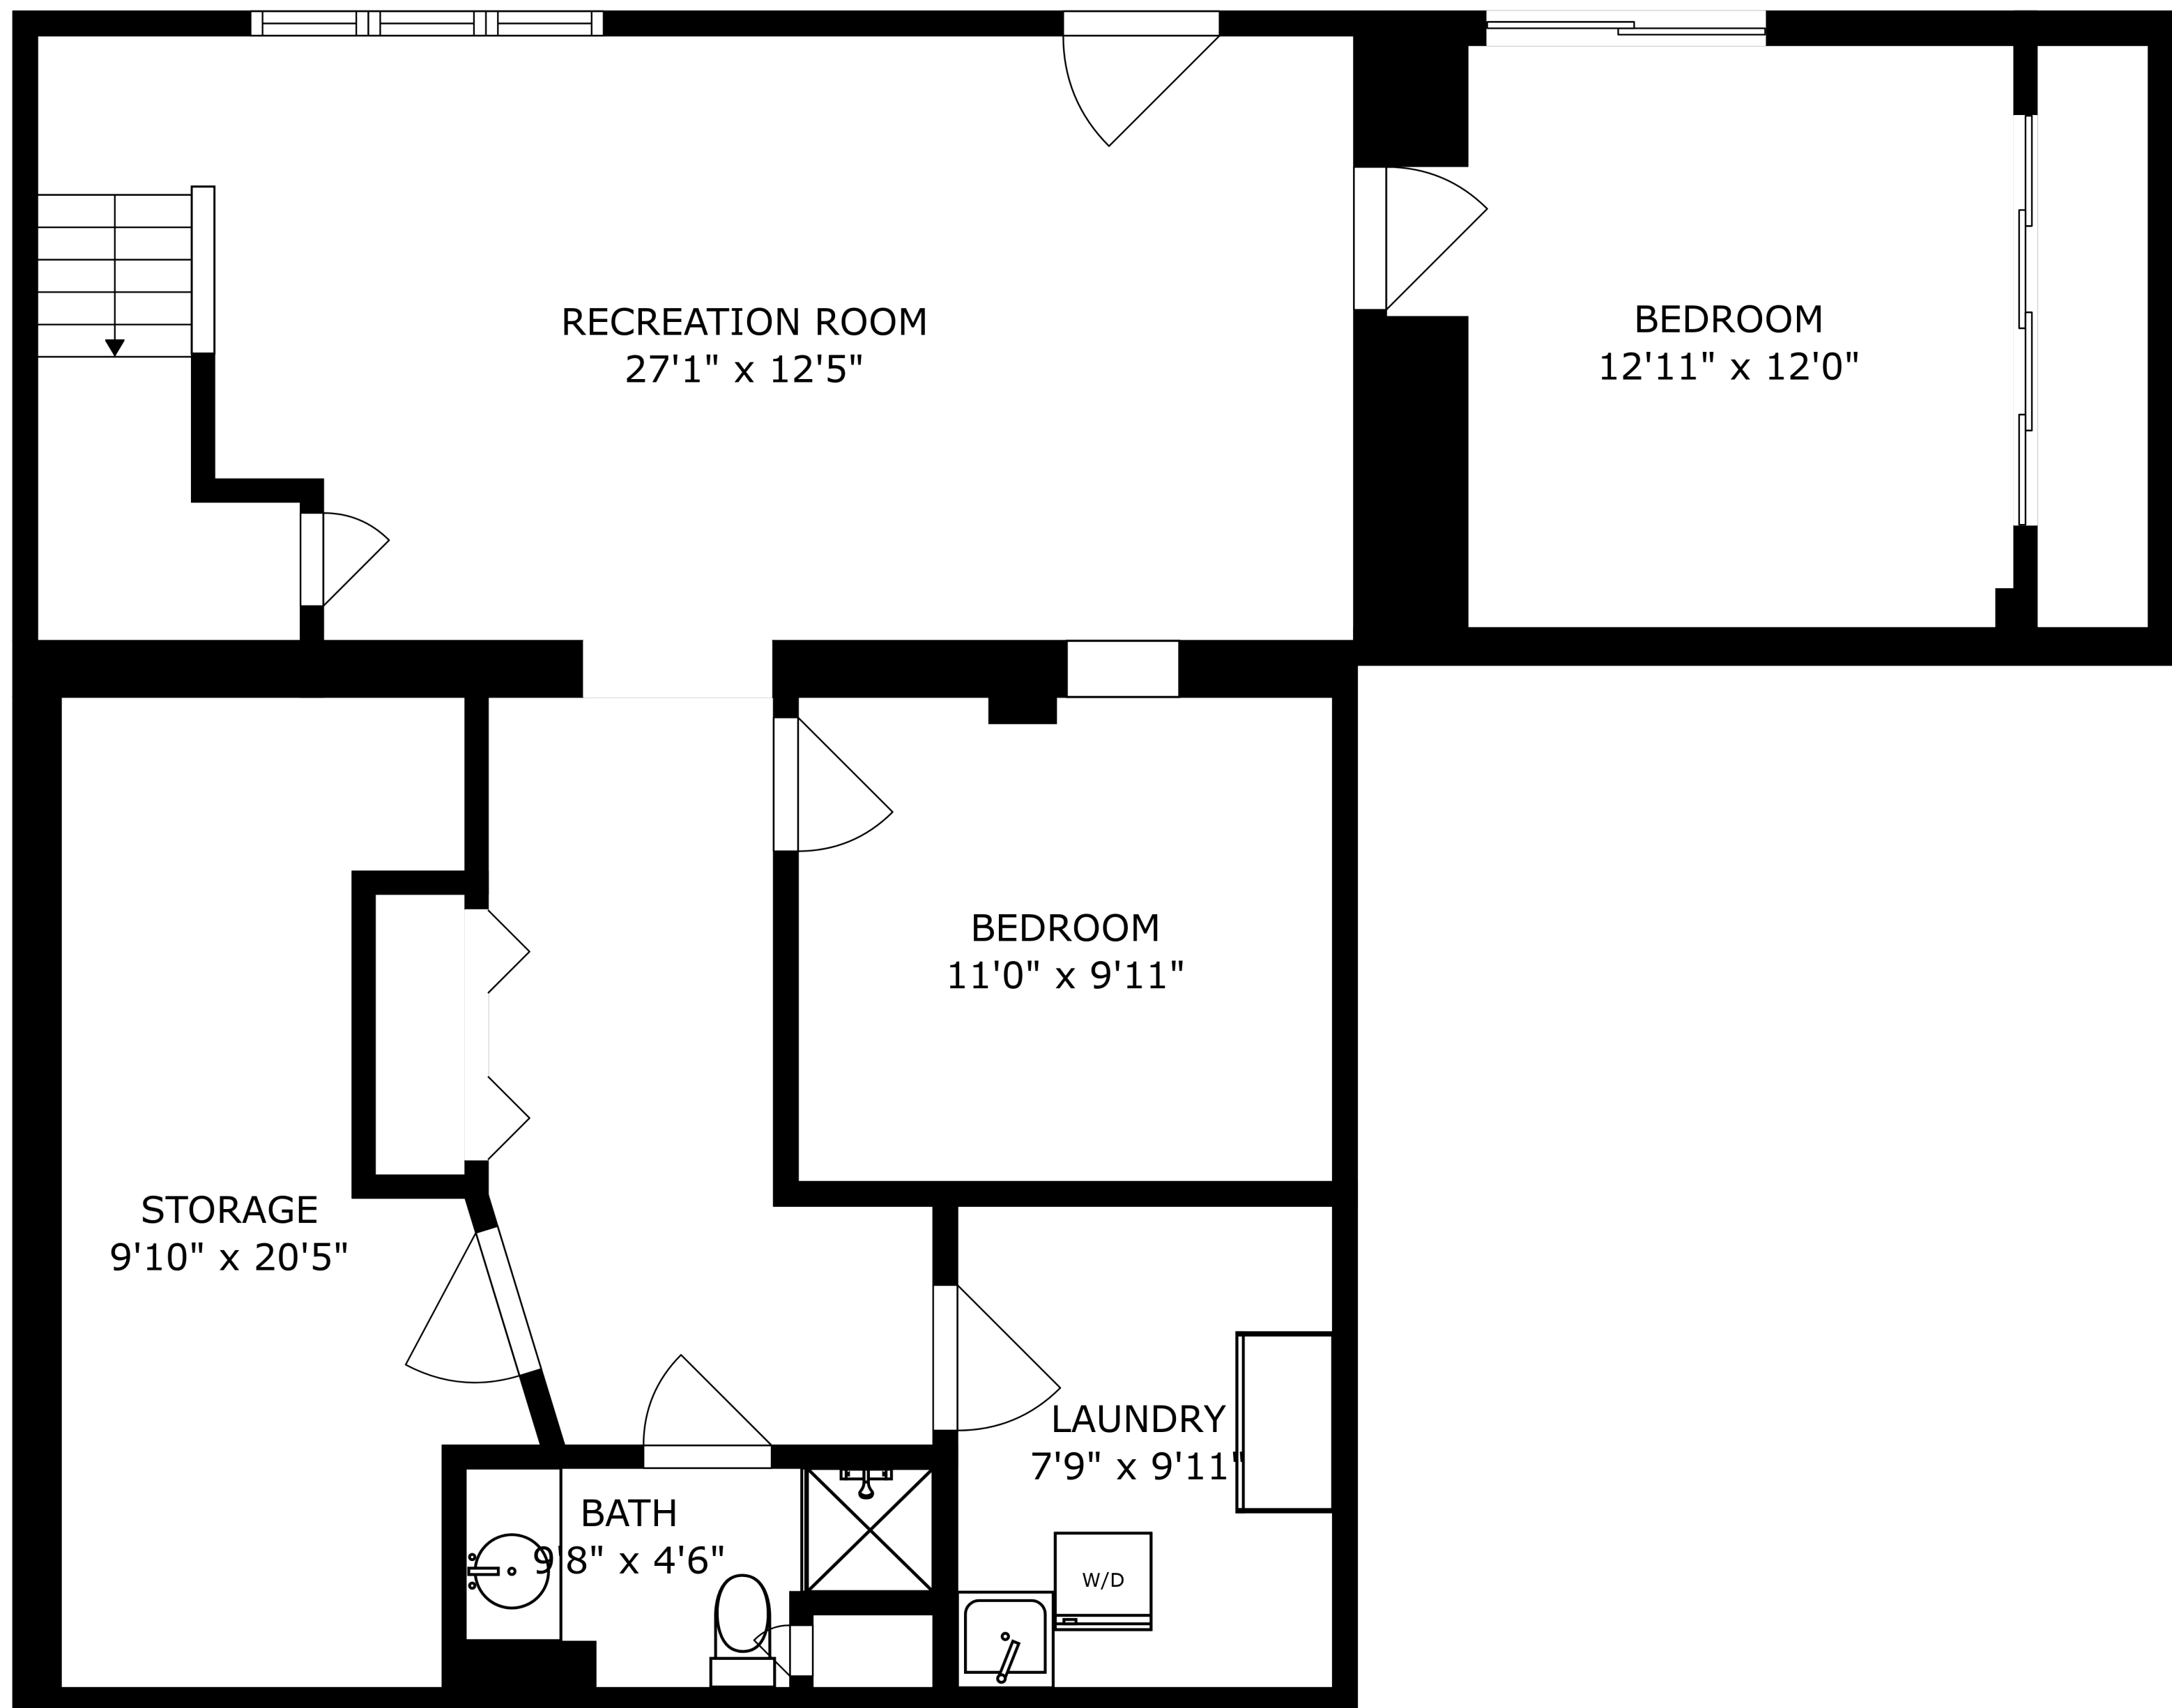 RECREATION ROOM
27'1" x 12'5"
BEDROOM
12'11" x 12'0"
BEDROOM
11'0" x 9'11"
STORAGE
9'10" x 20'5"
LAUNDRY
7'9" x 9'11"
BATH
9'8" x 4'6"
W/D